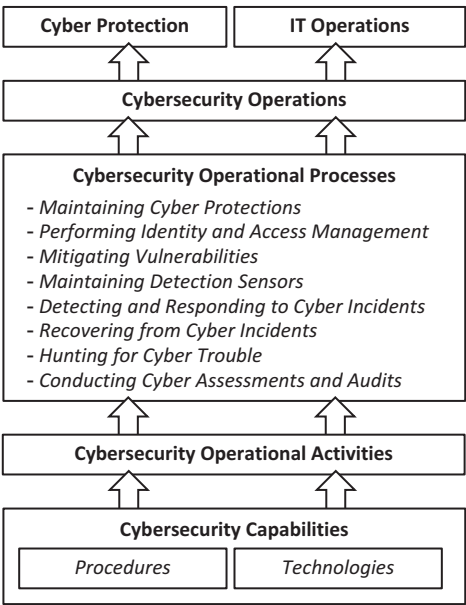 Cyber Protection
IT Operations
Cybersecurity Operations
Cybersecurity Operational Processes
- Maintaining Cyber Protections
- Performing Identity and Access Management
- Mitigating Vulnerabilities
- Maintaining Detection Sensors
- Detecting and Responding to Cyber Incidents
- Recovering from Cyber Incidents
- Hunting for Cyber Trouble
- Conducting Cyber Assessments and Audits
Cybersecurity Operational Activities
Cybersecurity Capabilities
Procedures
Technologies